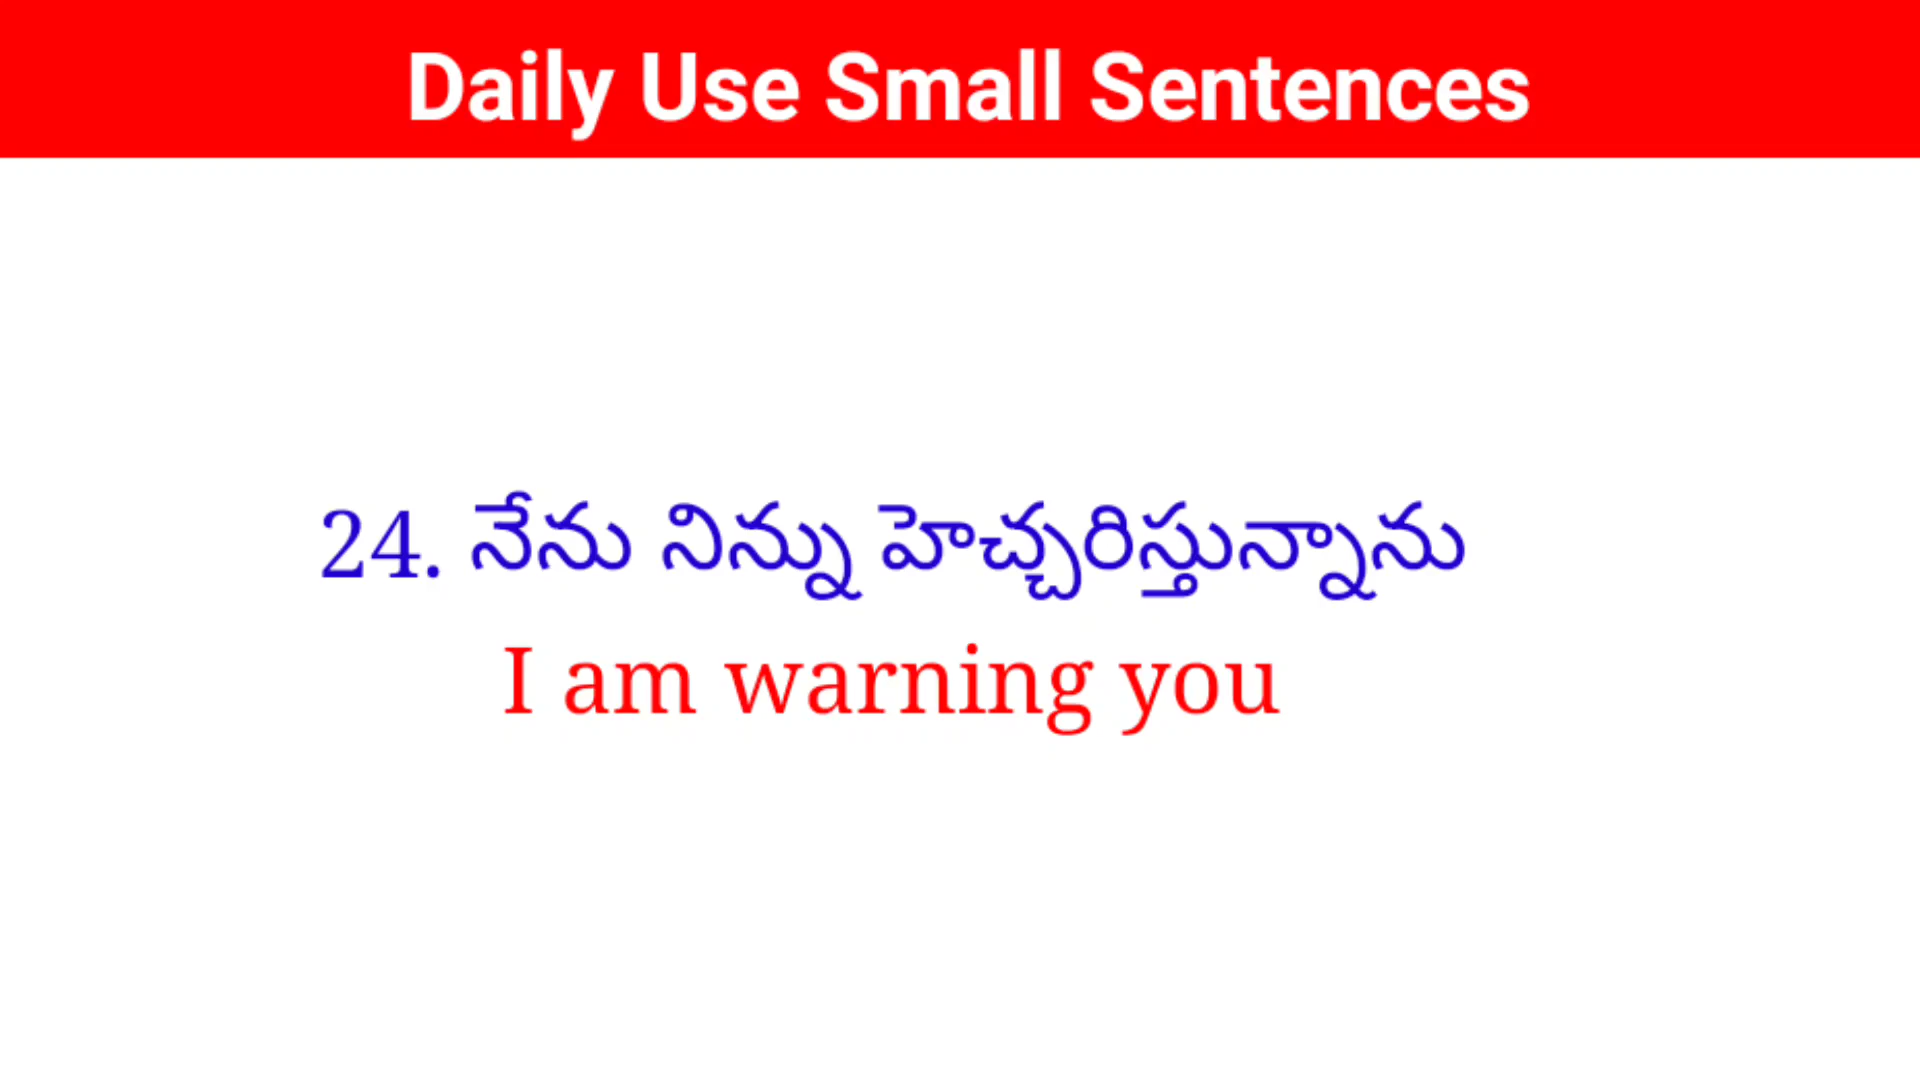 Daily Use Small Sentences
24. నేను నిన్ను హెచ్చరిస్తున్నాను
I am warning you